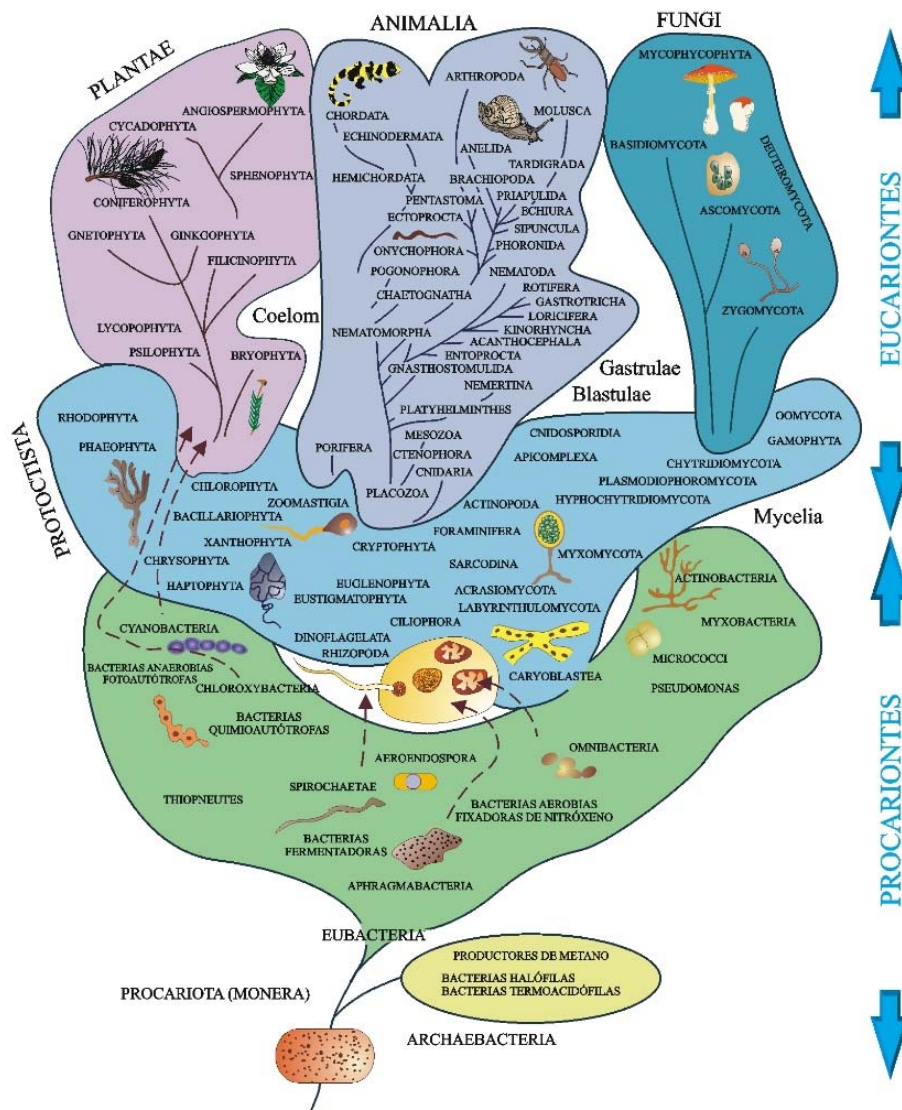 ANIMALIA
FUNGI
PLANTAE
MYCOPHYCOPHYTA
ARTHROPODA
ANGIOSPERMOPHYTA
CHORDATA
MOLUSCA
CYCADOPHYTA
ECHINODERMATA
ANELIDA
BASIDIOMYCOTA
DEUTEROMYCOTA
TARDIGRADA
SPHENOPHYTA
HEMICHORDATA
BRACHIOPODA
PRIAPULIDA
PENTASTOMA
ECHIURA
CONIFEROPHYTA
ECTOPROCTA
SIPUNCULA
ASCOMYCOTA
GNETOPHYTA
GINKGOPHYTA
PHORONIDA
ONYCHOPHORA
FILICINOPHYTA
POGONOPHORA
NEMATODA
ROTIFERA
CHAETOGNATHA
GASTROTRICHA
LORICIFERA
ZYGOMYCOTA
Coelom
LYCOPOPHYTA
NEMATOMORPHA
KINORHYNCHA
ACANTHOCEPHALA
PSILOPHYTA
BRYOPHYTA
ENTOPROCTA
GNASTHOSTOMULIDA
Gastrulae
NEMERTINA
Blastulae
PLATYHELMINTHES
EUCARIONTES
RHODOPHYTA
MESOZOA
CNIDOSPORIDIA
OOMYCOTA
PHAEOPHYTA
PORIFERA
CTENOPHORA
APICOMPLEXA
GAMOPHYTA
CNIDARIA
CHYTRIDIOMYCOTA
PROTOCTISTA
CHLOROPHYTA
PLACOZOA
PLASMODIOPHOROMYCOTA
ZOOMASTIGIA
ACTINOPODA
HYPHOCHYTRIDIOMYCOTA
BACILLARIOPHYTA
Mycelia
FORAMINIFERA
XANTHOPHYTA
CRYPTOPHYTA
MYXOMYCOTA
CHRYSOPHYTA
SARCODINA
HAPTOPHYTA
EUGLENOPHYTA
ACRASIOMYCOTA
ACTINOBACTERIA
EUSTIGMATOPHYTA
LABYRINTHULOMYCOTA
CYANOBACTERIA
CILIOPHORA
MYXOBACTERIA
DINOFLAGELATA
RHIZOPODA
MICROCOCCI
BACTERIAS ANAEROBIAS
FOTOAUTÓTROFAS
CARYOBLASTEA
CHLOROXYBACTERIA
PSEUDOMONAS
BACTERIAS
QUIMIOAUTÓTROFAS
OMNIBACTERIA
AEROENDOSPORA
SPIROCHAETAE
THIOPNEUTES
BACTERIAS AEROBIAS
FIXADORAS DE NITRÓXENO
BACTERIAS
FERMENTADORAS
APHRAGMABACTERIA
PROCARIONTES
EUBACTERIA
PRODUCTORES DE METANO
BACTERIAS HALÓFILAS
BACTERIAS TERMOACIDÓFILAS
PROCARIOTA (MONERA)
ARCHAEBACTERIA